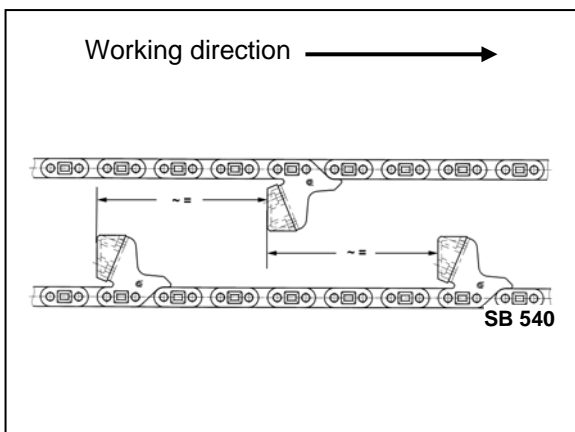 Working direction
~ =
~ =
SB 540